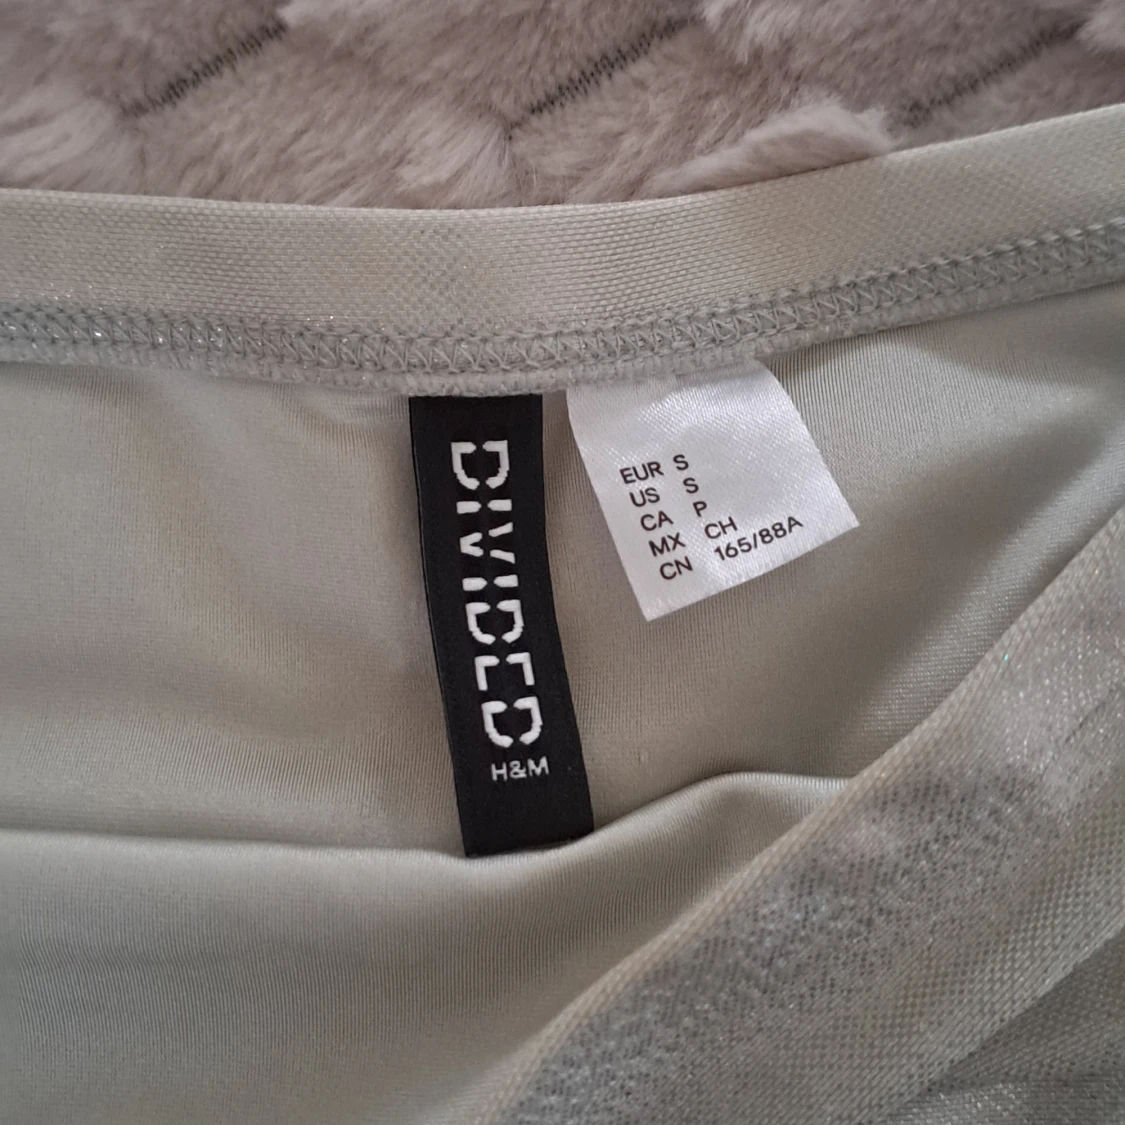 DIVIDED
H&M
EUR S
US S
CA P
MX CH
CN 165/88A